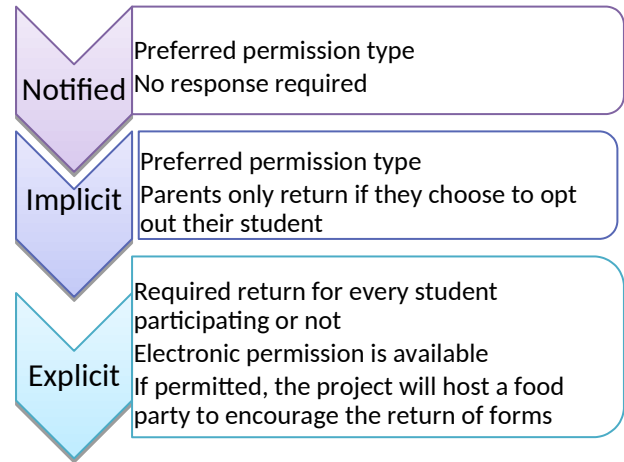 Notified
Preferred permission type
No response required
Implicit
Preferred permission type
Parents only return if they choose to opt
out their student
Explicit
Required return for every student
participating or not
Electronic permission is available
If permitted, the project will host a food
party to encourage the return of forms